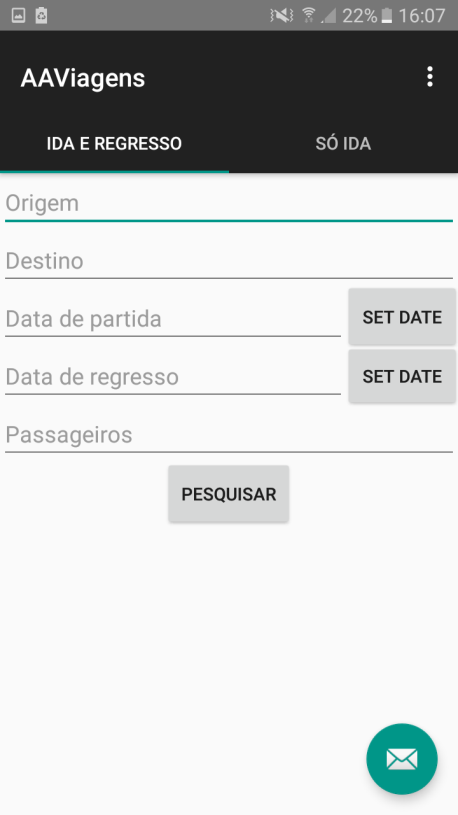 22% 16:07
AAViagens
IDA E REGRESSO SÓ IDA
Origem
Destino
Data de partida SET DATE
Data de regresso SET DATE
Passageiros
PESQUISAR